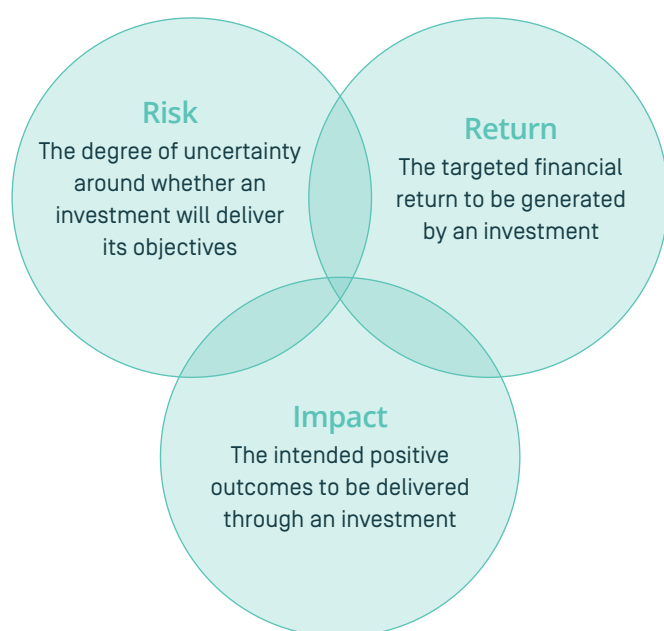 Risk
The degree of uncertainty
around whether an
investment will deliver
its objectives
Return
The targeted financial
return to be generated
by an investment
Impact
The intended positive
outcomes to be delivered
through an investment